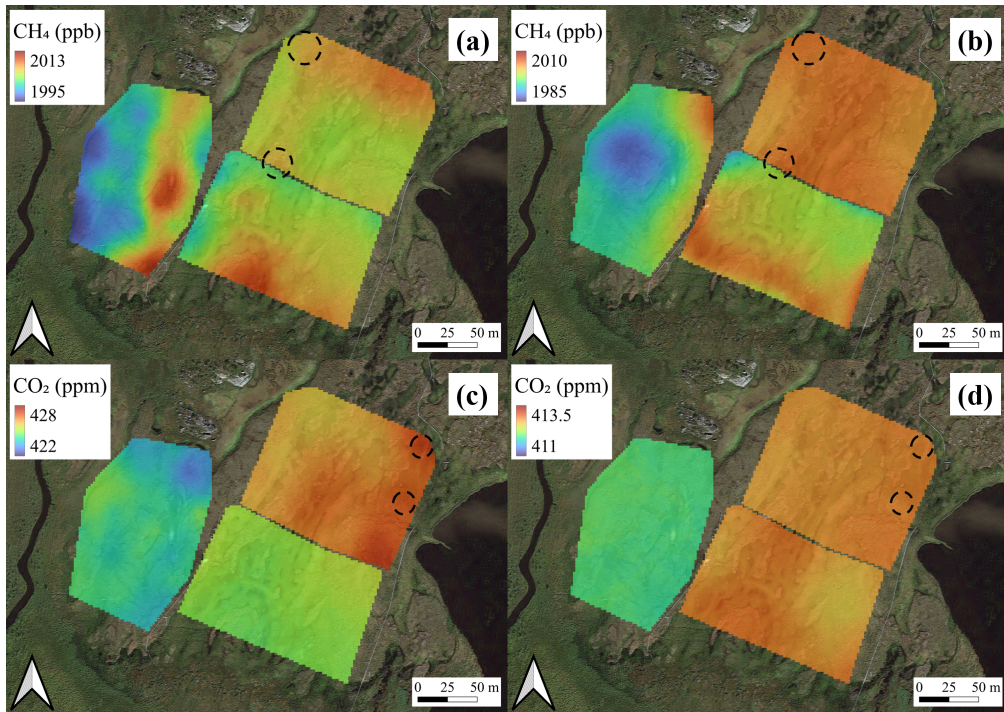 CH₄ (ppb)
2013
1995
(a)
0 25 50 m
CH₄ (ppb)
2010
1985
(b)
0 25 50 m
CO₂ (ppm)
428
422
(c)
0 25 50 m
CO₂ (ppm)
413.5
411
(d)
0 25 50 m